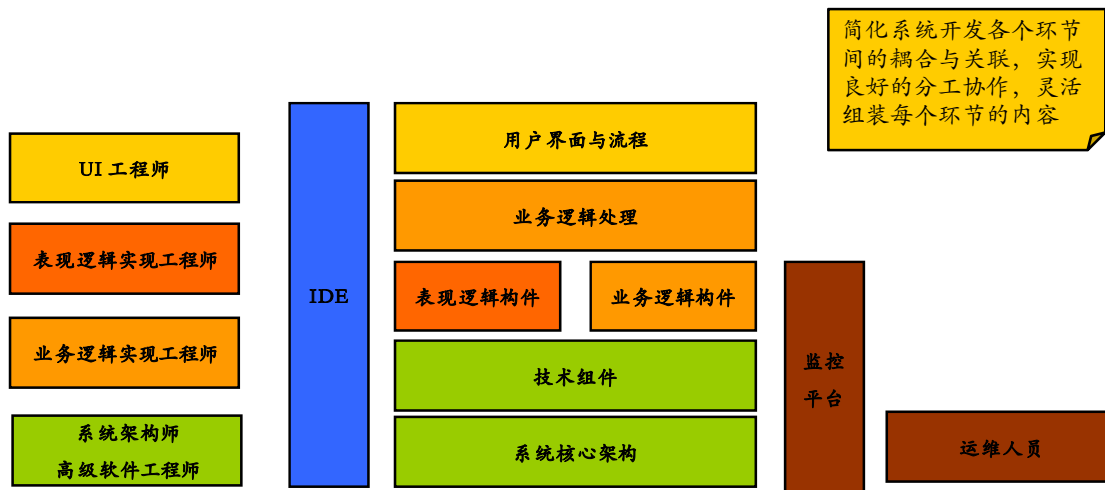 简化系统开发各个环节
间的耦合与关联，实现
良好的分工协作，灵活
组装每个环节的内容
UI 工程师
表现逻辑实现工程师
业务逻辑实现工程师
系统架构师
高级软件工程师
IDE
用户界面与流程
业务逻辑处理
表现逻辑构件
业务逻辑构件
技术组件
系统核心架构
监控
平台
运维人员